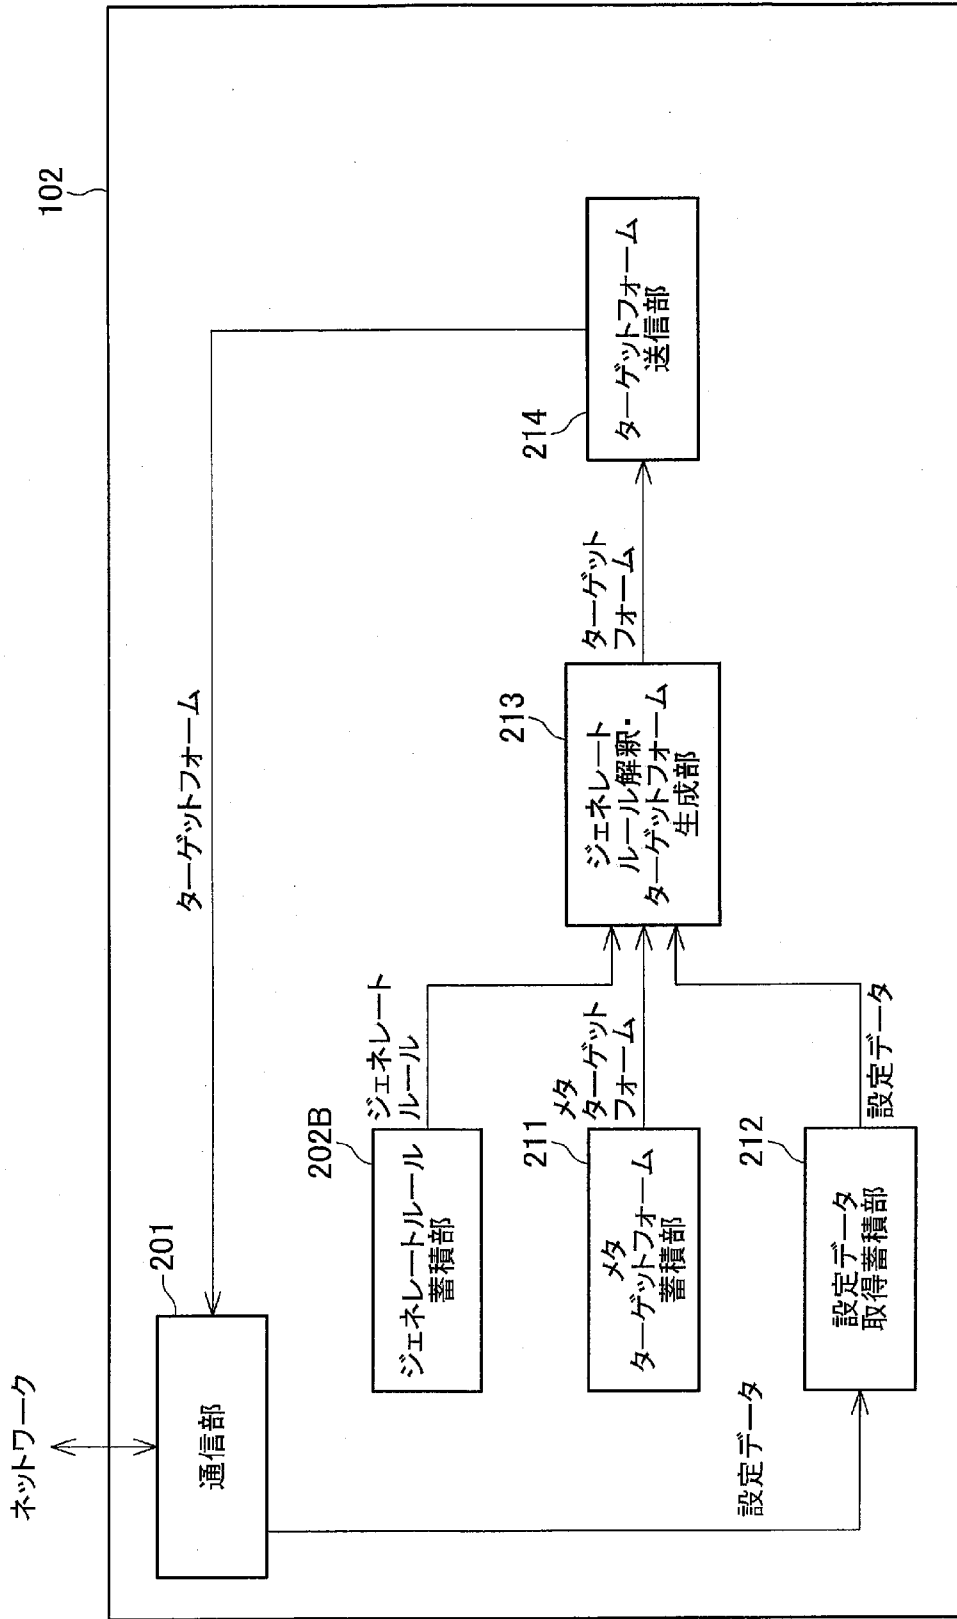 102
ネットワーク
201
通信部
ターゲットフォーム
202B
ジェネレートルール
蓄積部
ジェネレート
ルール
211
メタ
ターゲットフォーム
蓄積部
メタ
ターゲット
フォーム
設定データ
212
設定データ
取得蓄積部
設定データ
213
ジェネレート
ルール解釈・
ターゲットフォーム
生成部
ターゲット
フォーム
214
ターゲットフォーム
送信部